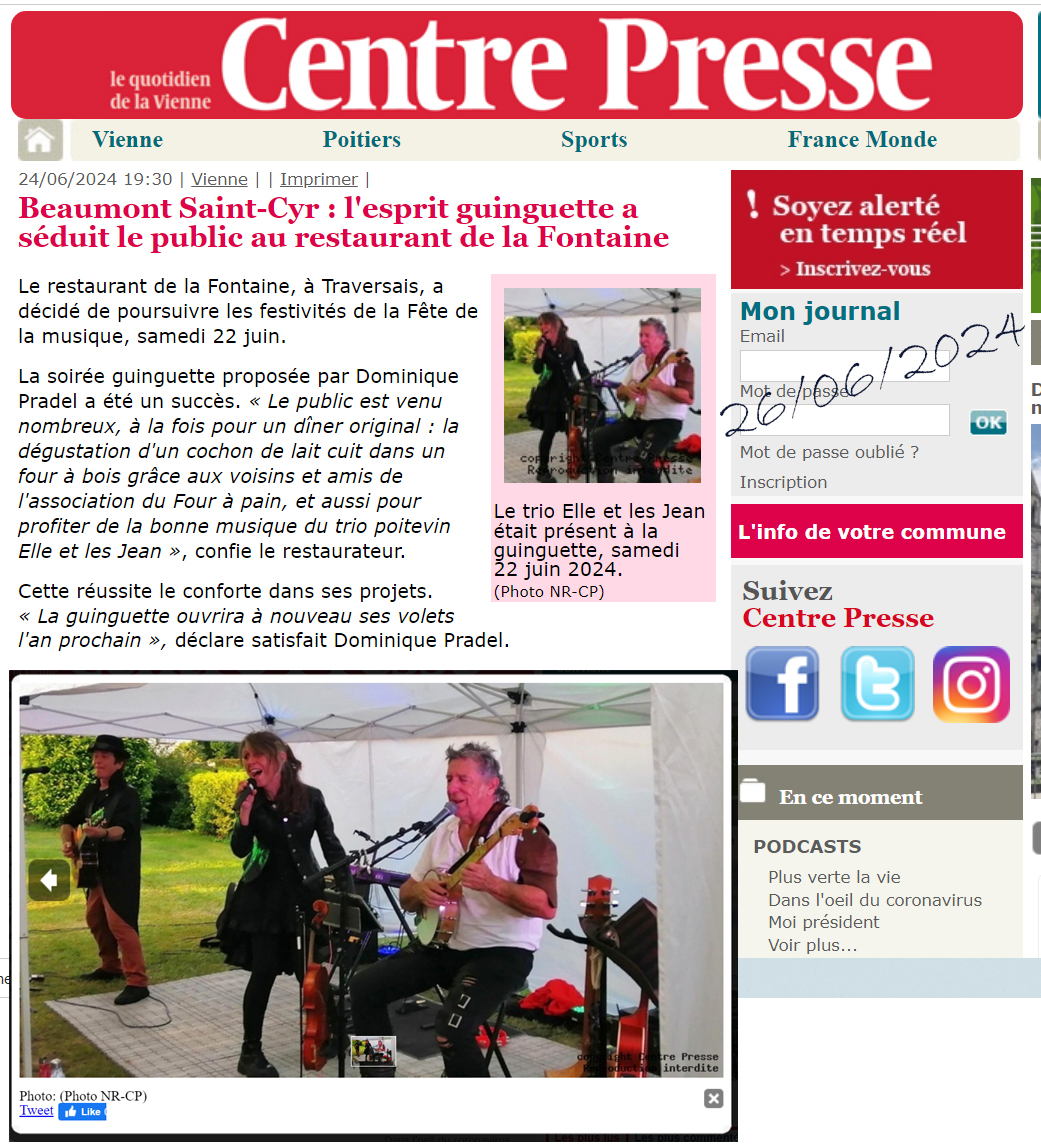 le quotidien
de la Vienne
Centre Presse
Vienne Poitiers Sports France Monde
24/06/2024 19:30 | Vienne | | Imprimer |
Beaumont Saint-Cyr : l'esprit guinguette a
séduit le public au restaurant de la Fontaine
Le restaurant de la Fontaine, à Traversais, a
décidé de poursuivre les festivités de la Fête de
la musique, samedi 22 juin.
La soirée guinguette proposée par Dominique
Pradel a été un succès. « Le public est venu
nombreux, à la fois pour un dîner original : la
dégustation d'un cochon de lait cuit dans un
four à bois grâce aux voisins et amis de
l'association du Four à pain, et aussi pour
profiter de la bonne musique du trio poitevin
Elle et les Jean », confie le restaurateur.
Cette réussite le conforte dans ses projets.
« La guinguette ouvrira à nouveau ses volets
l'an prochain », déclare satisfait Dominique Pradel.
copyright Centre Presse
Reproduction interdite
Le trio Elle et les Jean
était présent à la
guinguette, samedi
22 juin 2024.
(Photo NR-CP)
! Soyez alerté
en temps réel
> Inscrivez-vous
Mon journal
Email
Mot de passe
26/06/2024
OK
Mot de passe oublié ?
Inscription
L'info de votre commune
Suivez
Centre Presse
En ce moment
PODCASTS
Plus verte la vie
Dans l'oeil du coronavirus
Moi président
Voir plus...
copyright Centre Presse
Reproduction interdite
Photo: (Photo NR-CP)
Tweet Like